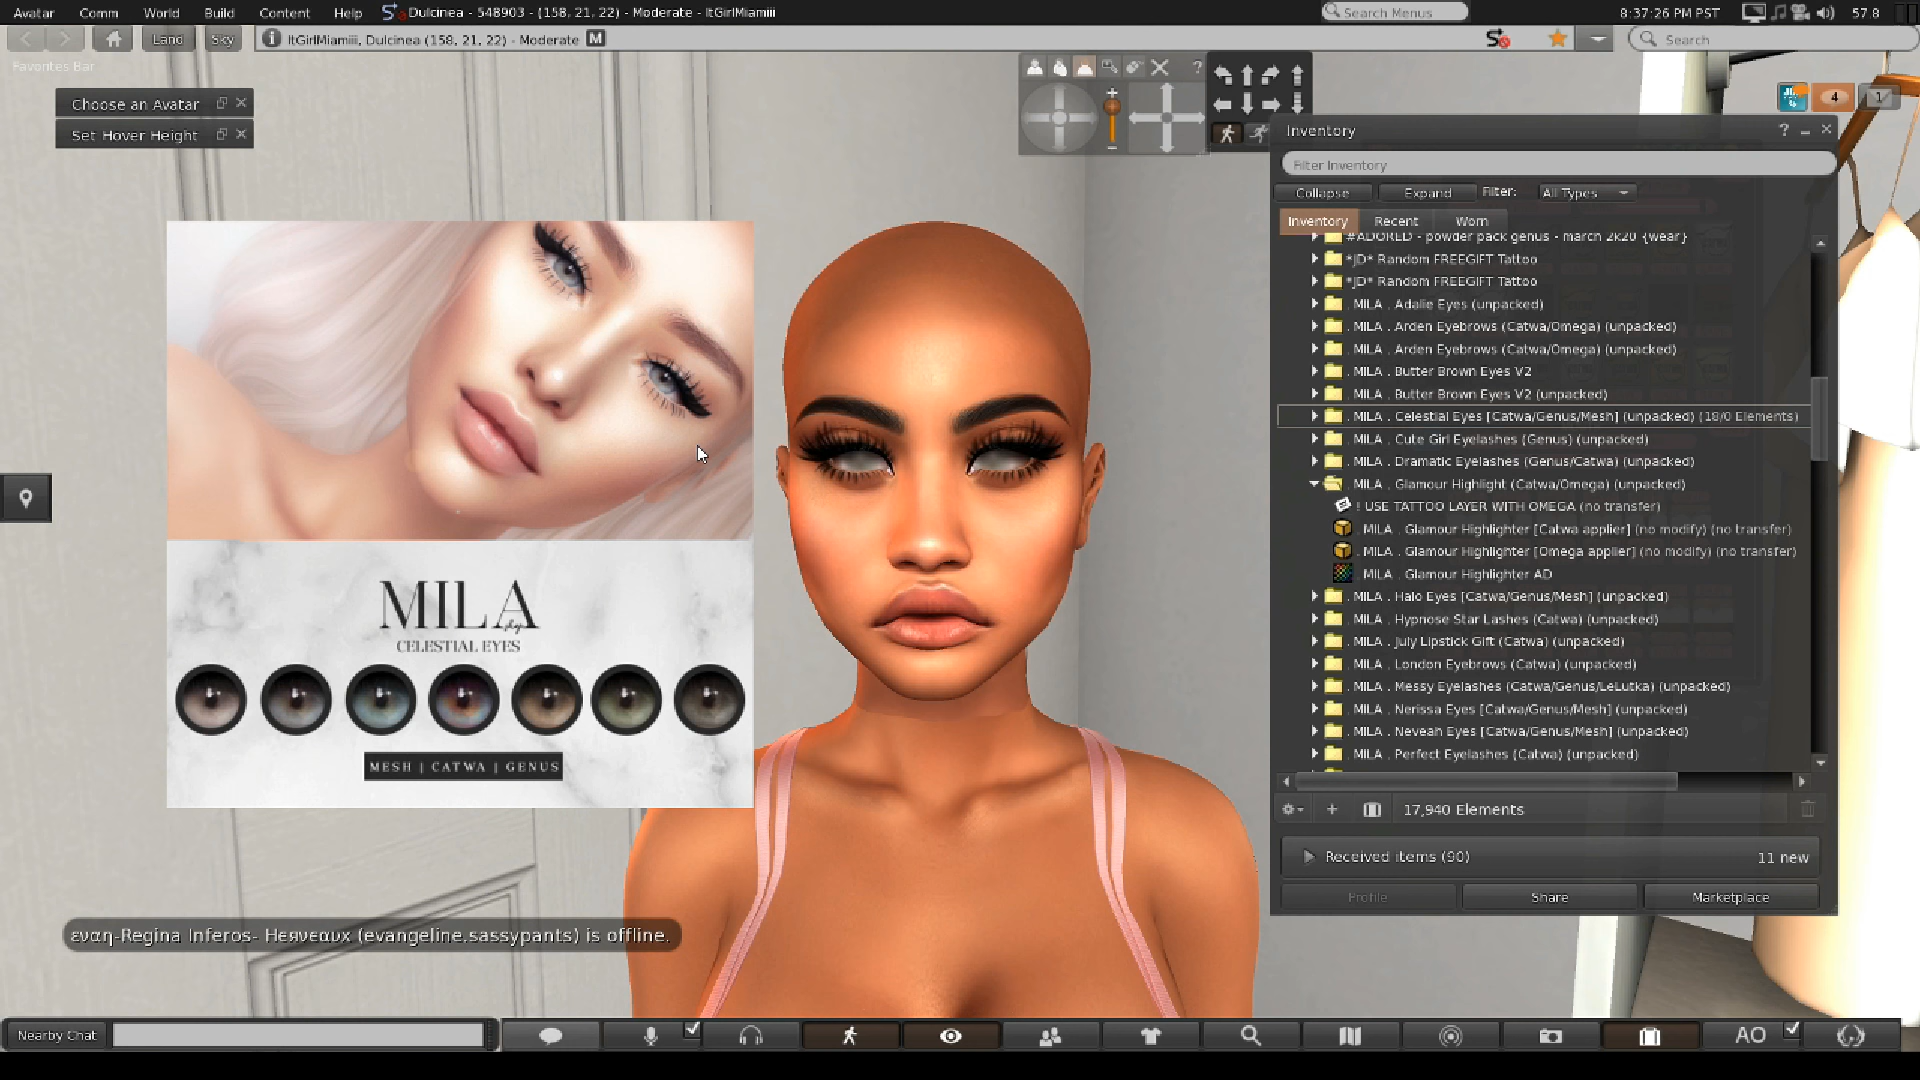 Avatar Comm World Build Content Help Dulcinea - 548903 - (158, 21, 22) - Moderate - ItGirlMiamiii Search Menus 8:37:26 PM PST 57.8
Land Sky ItGirlMiamiii, Dulcinea (158, 21, 22) - Moderate M Search
Favorites Bar
Choose an Avatar
Set Hover Height
?
4 1
Inventory ?
Filter Inventory
Collapse Expand Filter: All Types
Inventory Recent Worn
#ADORED - powder pack genus - march 2k20 {wear}
*JD* Random FREEGIFT Tattoo
*JD* Random FREEGIFT Tattoo
. MILA . Adalie Eyes (unpacked)
. MILA . Arden Eyebrows (Catwa/Omega) (unpacked)
. MILA . Arden Eyebrows (Catwa/Omega) (unpacked)
. MILA . Butter Brown Eyes V2
. MILA . Butter Brown Eyes V2 (unpacked)
. MILA . Celestial Eyes [Catwa/Genus/Mesh] (unpacked) (18/0 Elements)
. MILA . Cute Girl Eyelashes (Genus) (unpacked)
. MILA . Dramatic Eyelashes (Genus/Catwa) (unpacked)
. MILA . Glamour Highlight (Catwa/Omega) (unpacked)
! USE TATTOO LAYER WITH OMEGA (no transfer)
. MILA . Glamour Highlighter [Catwa applier] (no modify) (no transfer)
. MILA . Glamour Highlighter [Omega applier] (no modify) (no transfer)
. MILA . Glamour Highlighter AD
. MILA . Halo Eyes [Catwa/Genus/Mesh] (unpacked)
. MILA . Hypnose Star Lashes (Catwa) (unpacked)
. MILA . July Lipstick Gift (Catwa) (unpacked)
. MILA . London Eyebrows (Catwa) (unpacked)
. MILA . Messy Eyelashes (Catwa/Genus/LeLutka) (unpacked)
. MILA . Nerissa Eyes [Catwa/Genus/Mesh] (unpacked)
. MILA . Neveah Eyes [Catwa/Genus/Mesh] (unpacked)
. MILA . Perfect Eyelashes (Catwa) (unpacked)
17,940 Elements
Received items (90) 11 new
Profile Share Marketplace
MILA
CELESTIAL EYES
MESH | CATWA | GENUS
εναη-Regina Inferos- Heяveαυx (evangeline.sassypants) is offline.
Nearby Chat AO